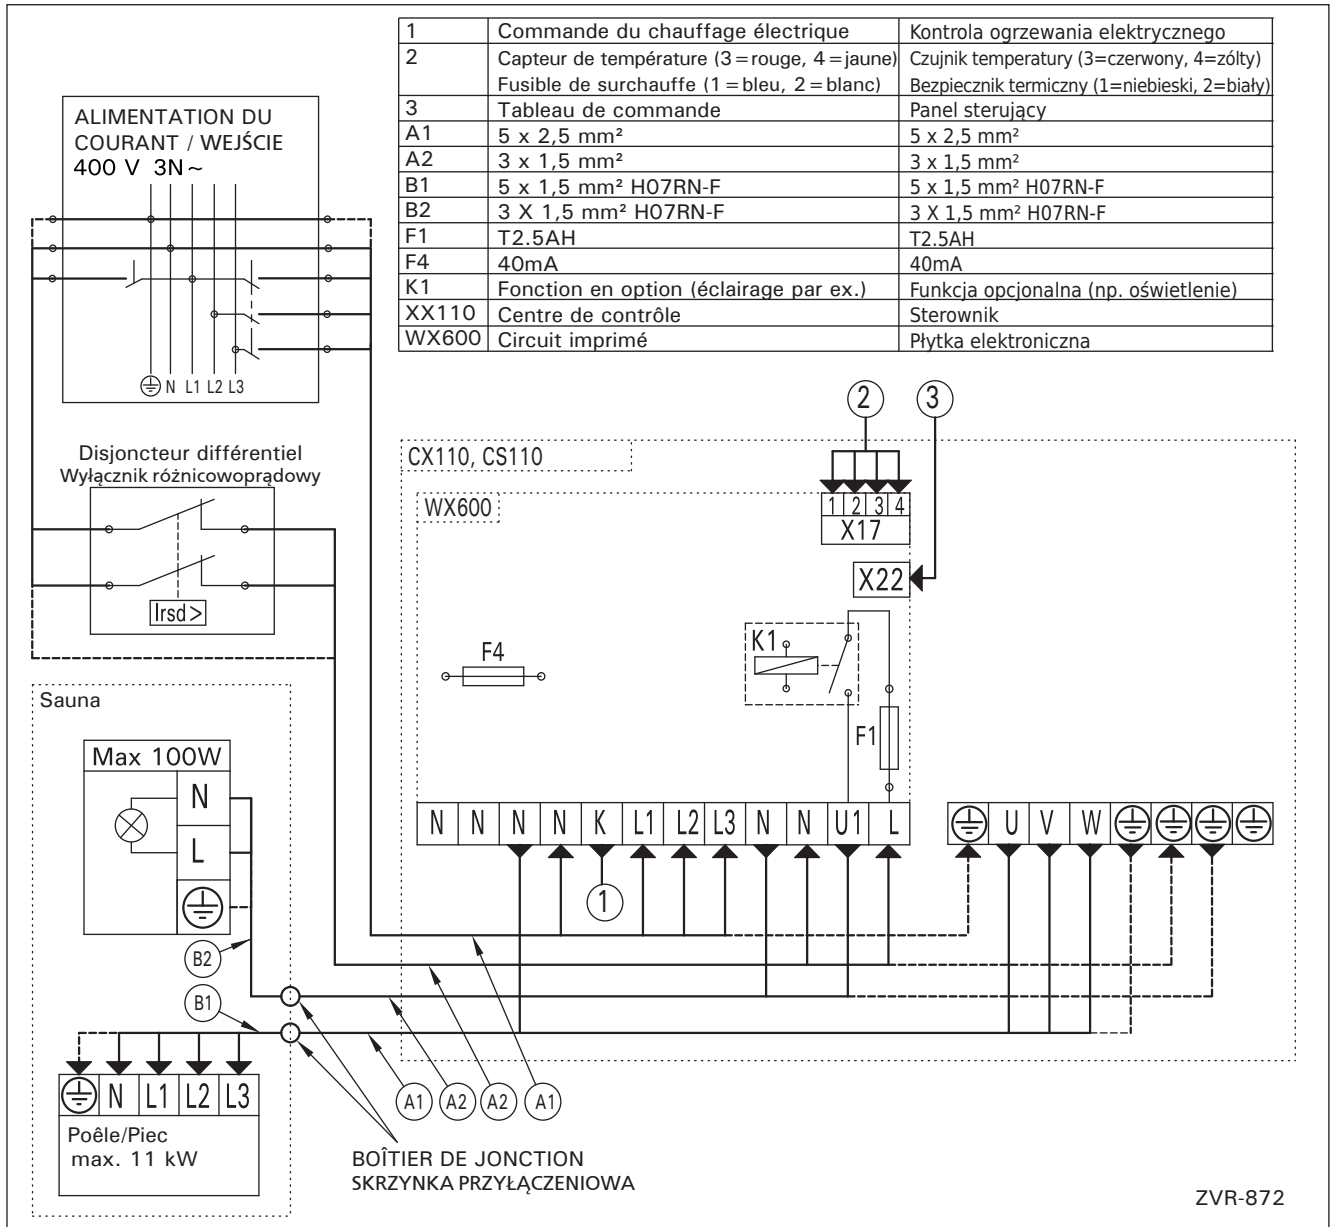 1 Commande du chauffage électrique Kontrola ogrzewania elektrycznego
2 Capteur de température (3=rouge, 4=jaune) Czujnik temperatury (3=czerwony, 4=zólty)
Fusible de surchauffe (1=bleu, 2=blanc) Bezpiecznik termiczny (1=niebieski, 2=biały)
3 Tableau de commande Panel sterujący
A1 5 x 2,5 mm² 5 x 2,5 mm²
A2 3 x 1,5 mm² 3 x 1,5 mm²
B1 5 x 1,5 mm² H07RN-F 5 x 1,5 mm² H07RN-F
B2 3 X 1,5 mm² H07RN-F 3 X 1,5 mm² H07RN-F
F1 T2.5AH T2.5AH
F4 40mA 40mA
K1 Fonction en option (éclairage par ex.) Funkcja opcjonalna (np. oświetlenie)
XX110 Centre de contrôle Sterownik
WX600 Circuit imprimé Płytka elektroniczna
ALIMENTATION DU
COURANT / WEJŚCIE
400 V 3N~
N L1 L2 L3
Disjoncteur différentiel
Wyłącznik różnicowoprądowy
Irsd>
2 3
CX110, CS110
WX600
1 2 3 4
X17
X22
K1
F4
F1
N N N N K L1 L2 L3 N N U1 L
U V W
1
Sauna
Max 100W
N
L
B2
B1
N L1 L2 L3
Poêle/Piec
max. 11 kW
A1 A2 A2 A1
BOÎTIER DE JONCTION
SKRZYNKA PRZYŁĄCZENIOWA
ZVR-872